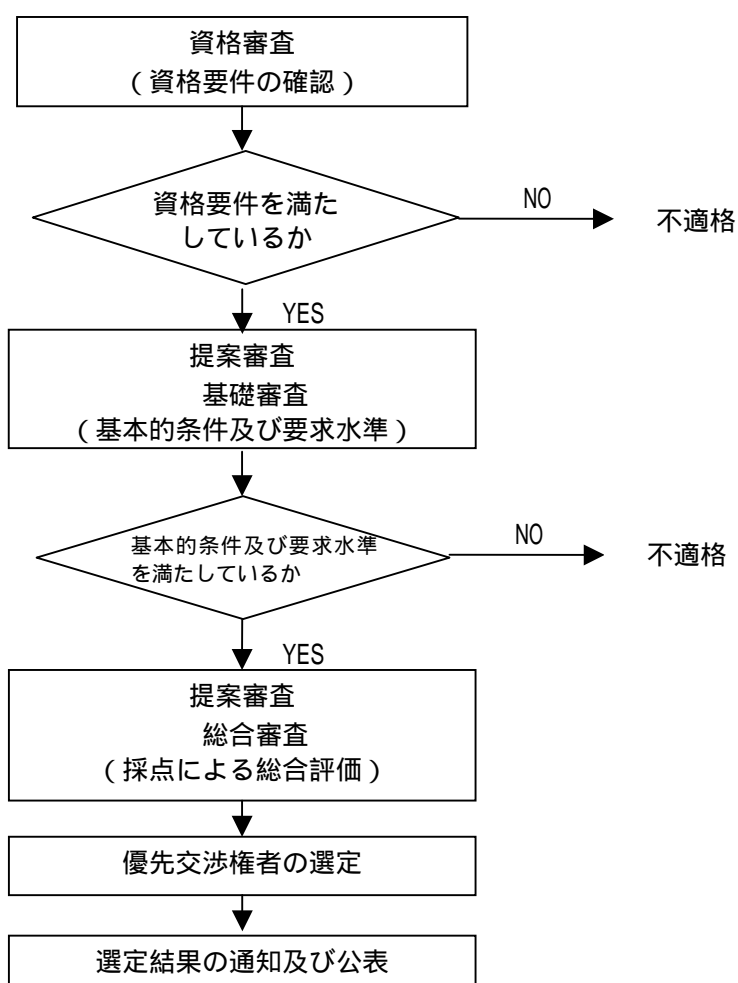 資格審査
(資格要件の確認)
資格要件を満た
しているか
NO
不適格
YES
提案審査
基礎審査
(基本的条件及び要求水準)
基本的条件及び要求水準
を満たしているか
NO
不適格
YES
提案審査
総合審査
(採点による総合評価)
優先交渉権者の選定
選定結果の通知及び公表